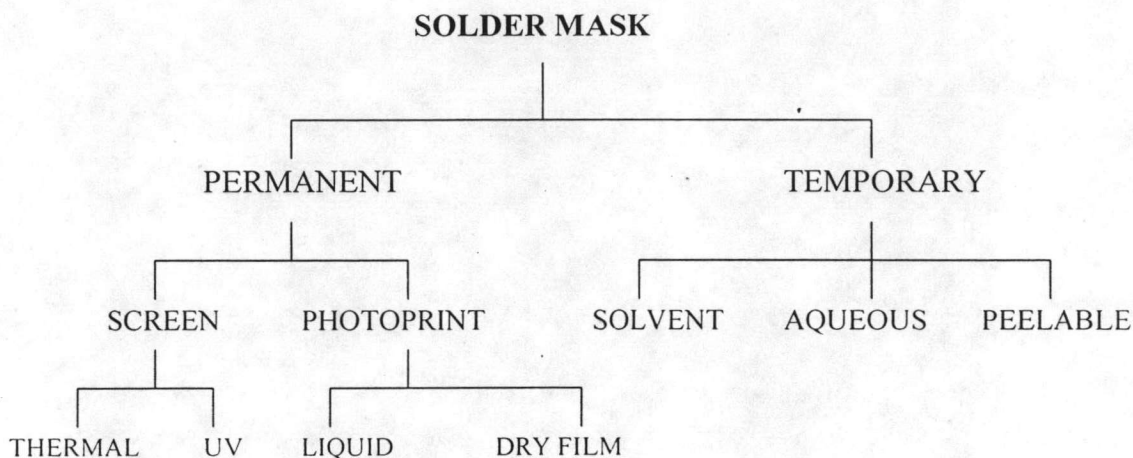 SOLDER MASK
PERMANENT TEMPORARY
SCREEN PHOTOPRINT SOLVENT AQUEOUS PEELABLE
THERMAL UV LIQUID DRY FILM